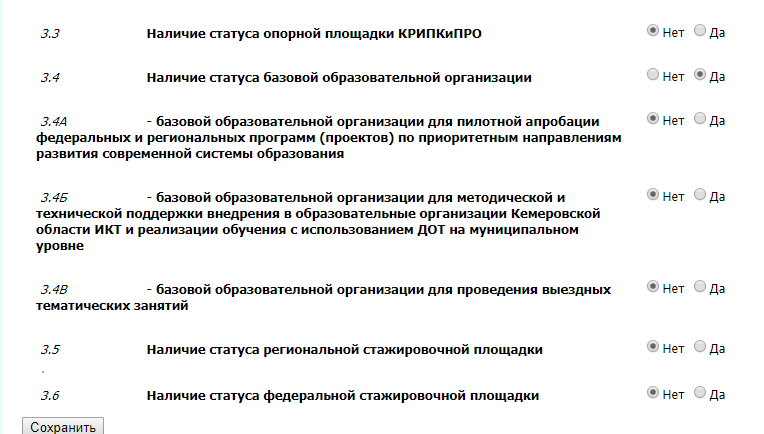 3.3 Наличие статуса опорной площадки КРИПКиПРО Нет Да
3.4 Наличие статуса базовой образовательной организации Нет Да
3.4А - базовой образовательной организации для пилотной апробации Нет Да
федеральных и региональных программ (проектов) по приоритетным направлениям
развития современной системы образования
3.4Б - базовой образовательной организации для методической и Нет Да
технической поддержки внедрения в образовательные организации Кемеровской
области ИКТ и реализации обучения с использованием ДОТ на муниципальном
уровне
3.4В - базовой образовательной организации для проведения выездных Нет Да
тематических занятий
3.5 Наличие статуса региональной стажировочной площадки Нет Да
.
3.6 Наличие статуса федеральной стажировочной площадки Нет Да
Сохранить